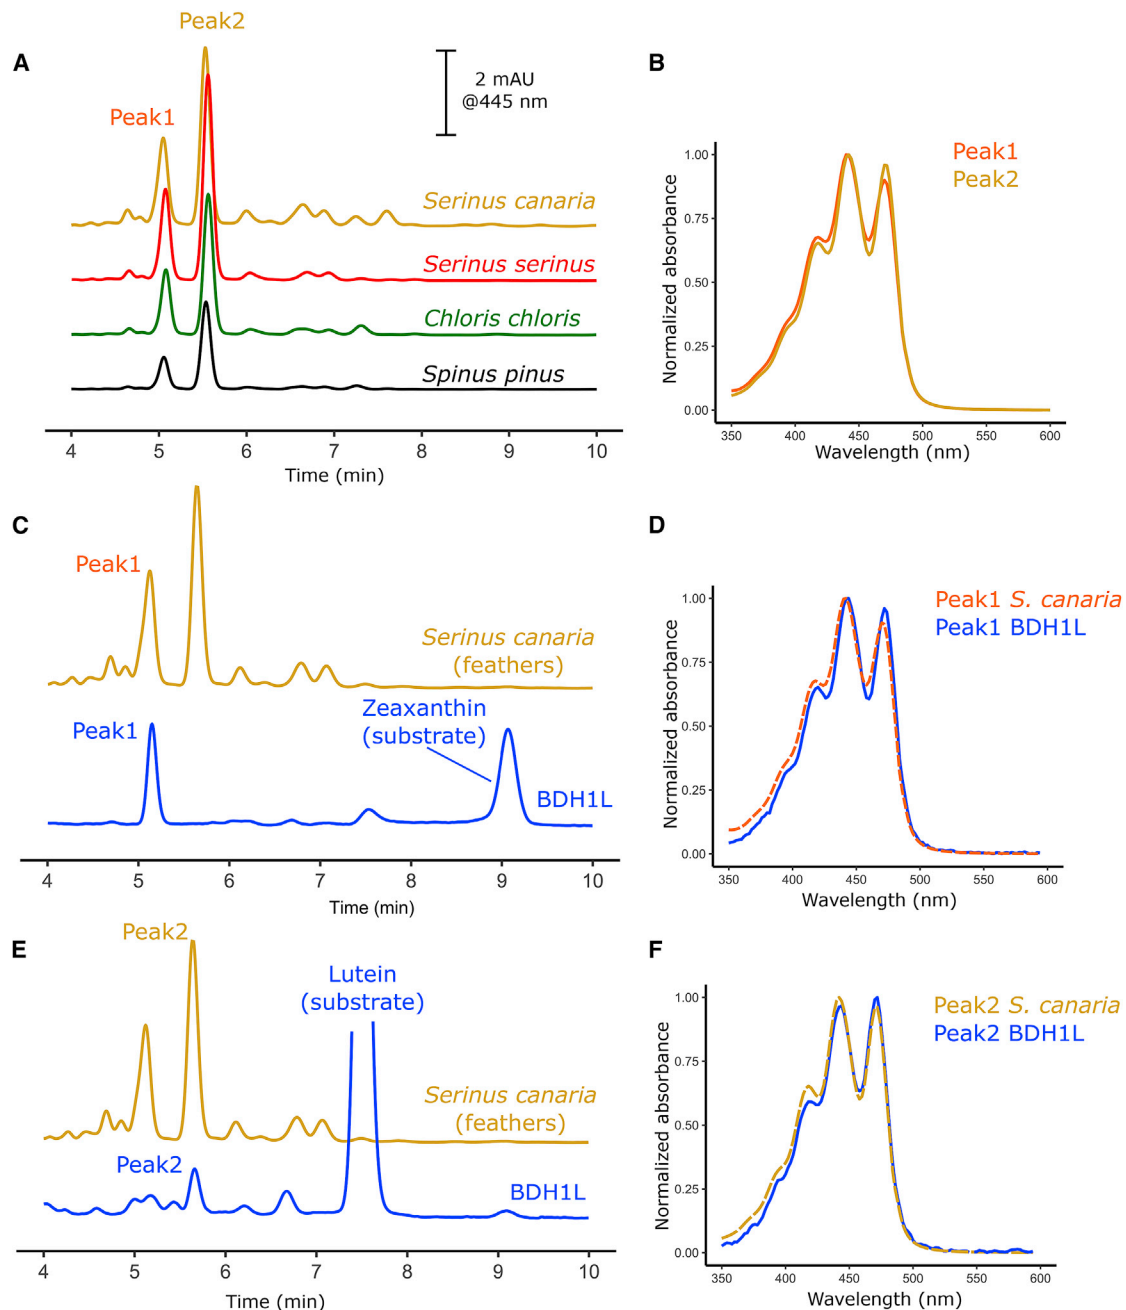 A
Peak2
Peak1
2 mAU
@445 nm
Serinus canaria
Serinus serinus
Chloris chloris
Spinus pinus
4 5 6 7 8 9 10
Time (min)
B
Peak1
Peak2
Normalized absorbance
1.00
0.75
0.50
0.25
0.00
350 400 450 500 550 600
Wavelength (nm)
C
Peak1
Serinus canaria
(feathers)
Peak1
Zeaxanthin
(substrate)
BDH1L
4 5 6 7 8 9 10
Time (min)
D
Peak1 S. canaria
Peak1 BDH1L
Normalized absorbance
1.00
0.75
0.50
0.25
0.00
350 400 450 500 550 600
Wavelength (nm)
E
Peak2
Lutein
(substrate)
Serinus canaria
(feathers)
Peak2
BDH1L
4 5 6 7 8 9 10
Time (min)
F
Peak2 S. canaria
Peak2 BDH1L
Normalized absorbance
1.00
0.75
0.50
0.25
0.00
350 400 450 500 550 600
Wavelength (nm)